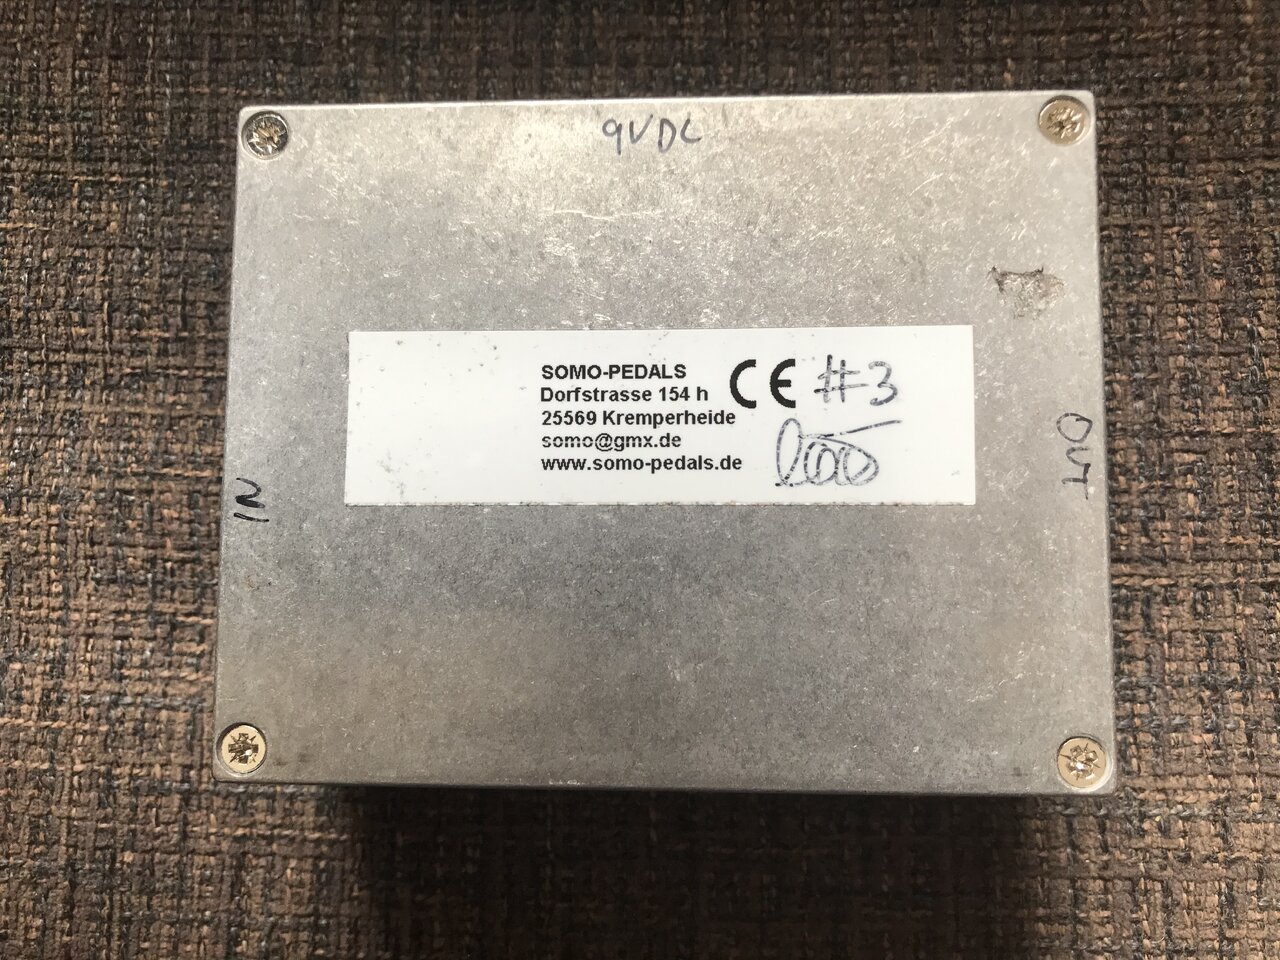 9VDC
SOMO-PEDALS
Dorfstrasse 154 h
25569 Kremperheide
somo@gmx.de
www.somo-pedals.de
CE #3
IN
OUT